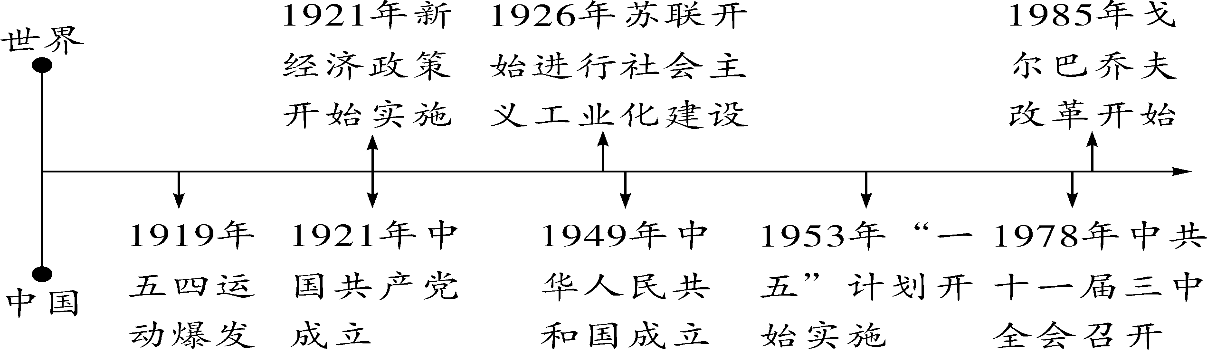 世界
1921年新
经济政策
开始实施
1926年苏联开
始进行社会主
义工业化建设
1985年戈
尔巴乔夫
改革开始
中国
1919年
五四运
动爆发
1921年中
国共产党
成立
1949年中
华人民共
和国成立
1953年“一
五”计划开
始实施
1978年中共
十一届三中
全会召开